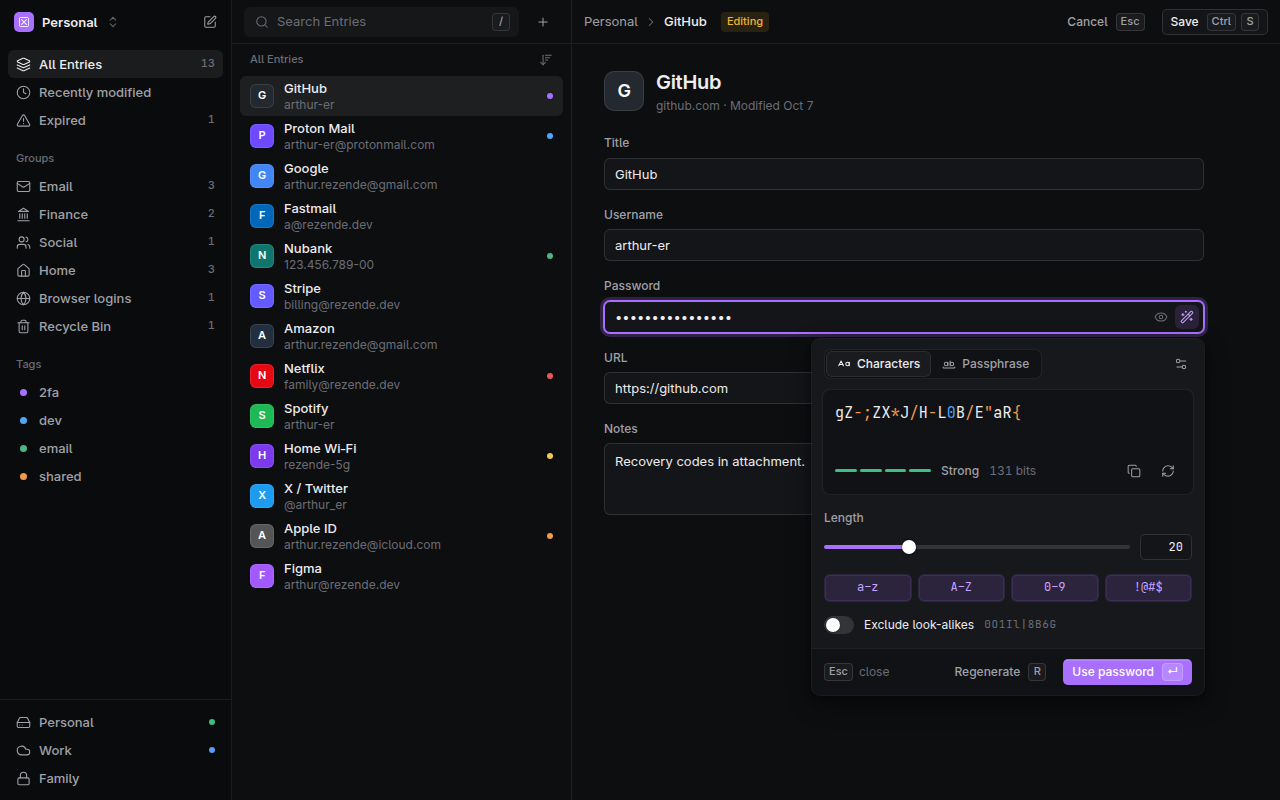 Personal
All Entries 13
Recently modified
Expired 1
Groups
Email 3
Finance 2
Social 1
Home 3
Browser logins 1
Recycle Bin 1
Tags
2fa
dev
email
shared
Personal
Work
Family
Search Entries /
All Entries
G GitHub
arthur-er
P Proton Mail
arthur-er@protonmail.com
G Google
arthur.rezende@gmail.com
F Fastmail
a@rezende.dev
N Nubank
123.456.789-00
S Stripe
billing@rezende.dev
A Amazon
arthur.rezende@gmail.com
N Netflix
family@rezende.dev
S Spotify
arthur-er
H Home Wi-Fi
rezende-5g
X X / Twitter
@arthur_er
A Apple ID
arthur.rezende@icloud.com
F Figma
arthur@rezende.dev
Personal > GitHub Editing
Cancel Esc Save Ctrl S
G GitHub
github.com · Modified Oct 7
Title
GitHub
Username
arthur-er
Password
••••••••••••••••
URL
https://github.com
Notes
Recovery codes in attachment.
Characters Passphrase
gZ-;ZX*J/H-L0B/E"aR{
Strong 131 bits
Length
20
a-z A-Z 0-9 !@#$
Exclude look-alikes 0O1Il|8B6G
Esc close Regenerate R Use password